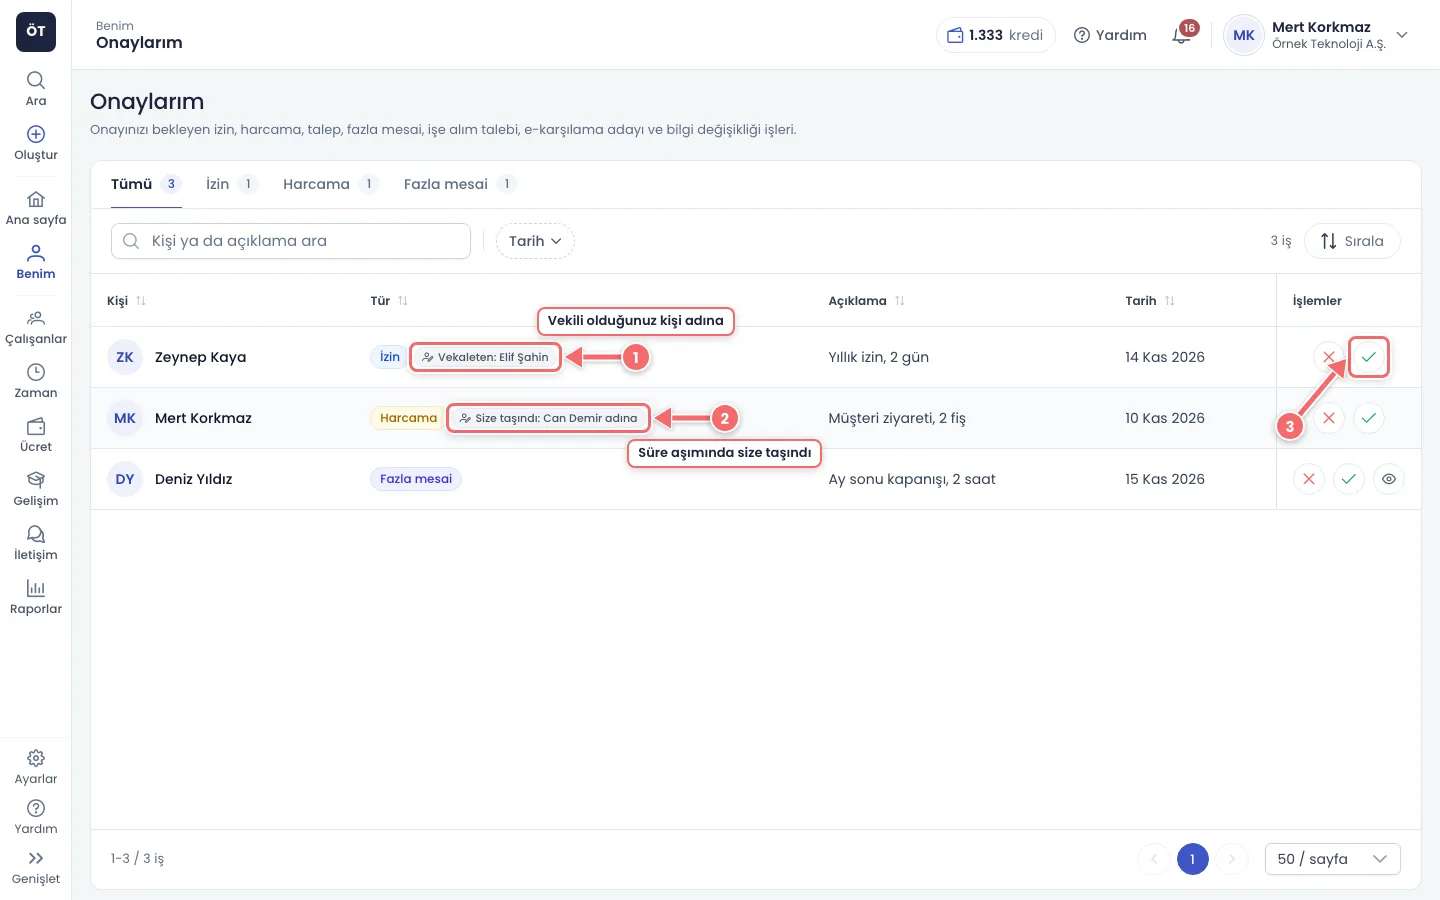 ÖT
Ara
Oluştur
Ana sayfa
Benim
Çalışanlar
Zaman
Ücret
Gelişim
İletişim
Raporlar
Ayarlar
Yardım
Genişlet
Benim
Onaylarım
1.333 kredi
Yardım
16
MK
Mert Korkmaz
Örnek Teknoloji A.Ş.
Onaylarım
Onayınızı bekleyen izin, harcama, talep, fazla mesai, işe alım talebi, e-karşılama adayı ve bilgi değişikliği işleri.
Tümü 3 İzin 1 Harcama 1 Fazla mesai 1
Kişi ya da açıklama ara
Tarih
3 iş
Sırala
Kişi Tür Açıklama Tarih İşlemler
Vekili olduğunuz kişi adına
ZK Zeynep Kaya İzin Vekaleten: Elif Şahin 1 Yıllık izin, 2 gün 14 Kas 2026
MK Mert Korkmaz Harcama Size taşındı: Can Demir adına 2 Müşteri ziyareti, 2 fiş 10 Kas 2026 3
Süre aşımında size taşındı
DY Deniz Yıldız Fazla mesai Ay sonu kapanışı, 2 saat 15 Kas 2026
1-3 / 3 iş
1
50 / sayfa